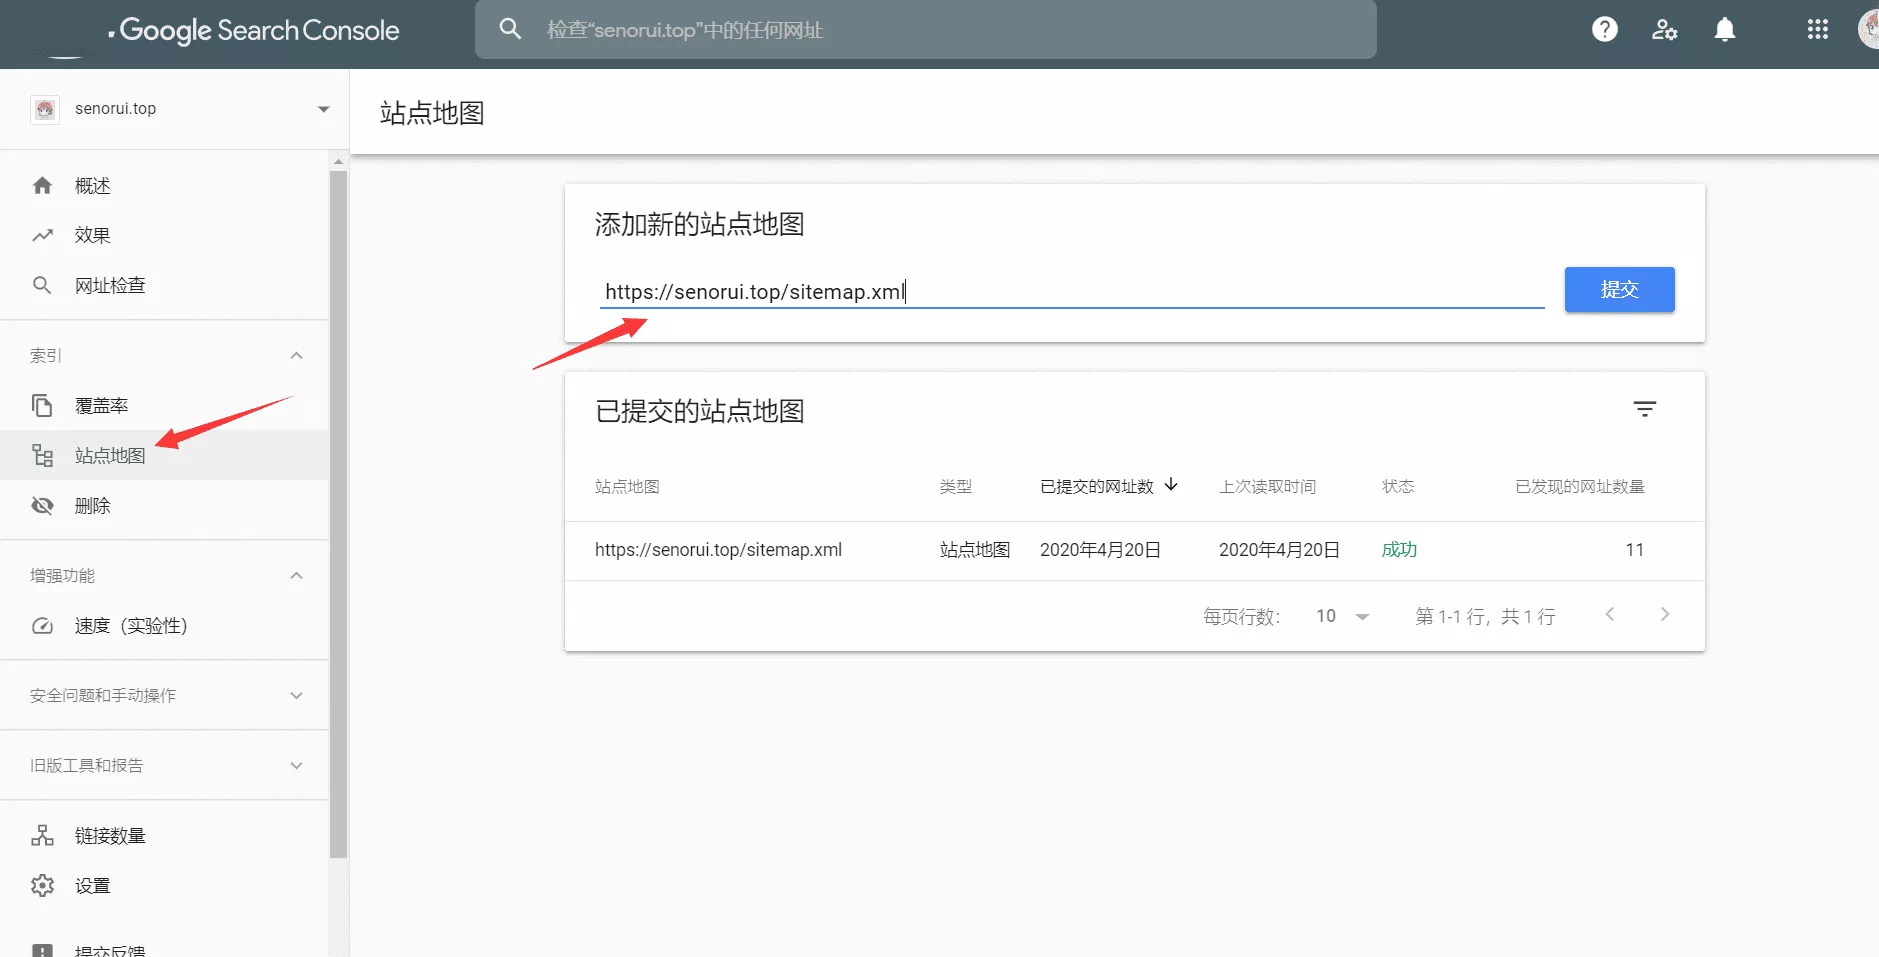 Google Search Console
检查“senorui.top”中的任何网址
senorui.top
站点地图
概述
效果
网址检查
索引
覆盖率
站点地图
删除
增强功能
速度（实验性）
安全问题和手动操作
旧版工具和报告
链接数量
设置
提交反馈
添加新的站点地图
https://senorui.top/sitemap.xml
提交
已提交的站点地图
站点地图 类型 已提交的网址数 上次读取时间 状态 已发现的网址数量
https://senorui.top/sitemap.xml 站点地图 2020年4月20日 2020年4月20日 成功 11
每页行数： 10 第 1-1 行，共 1 行